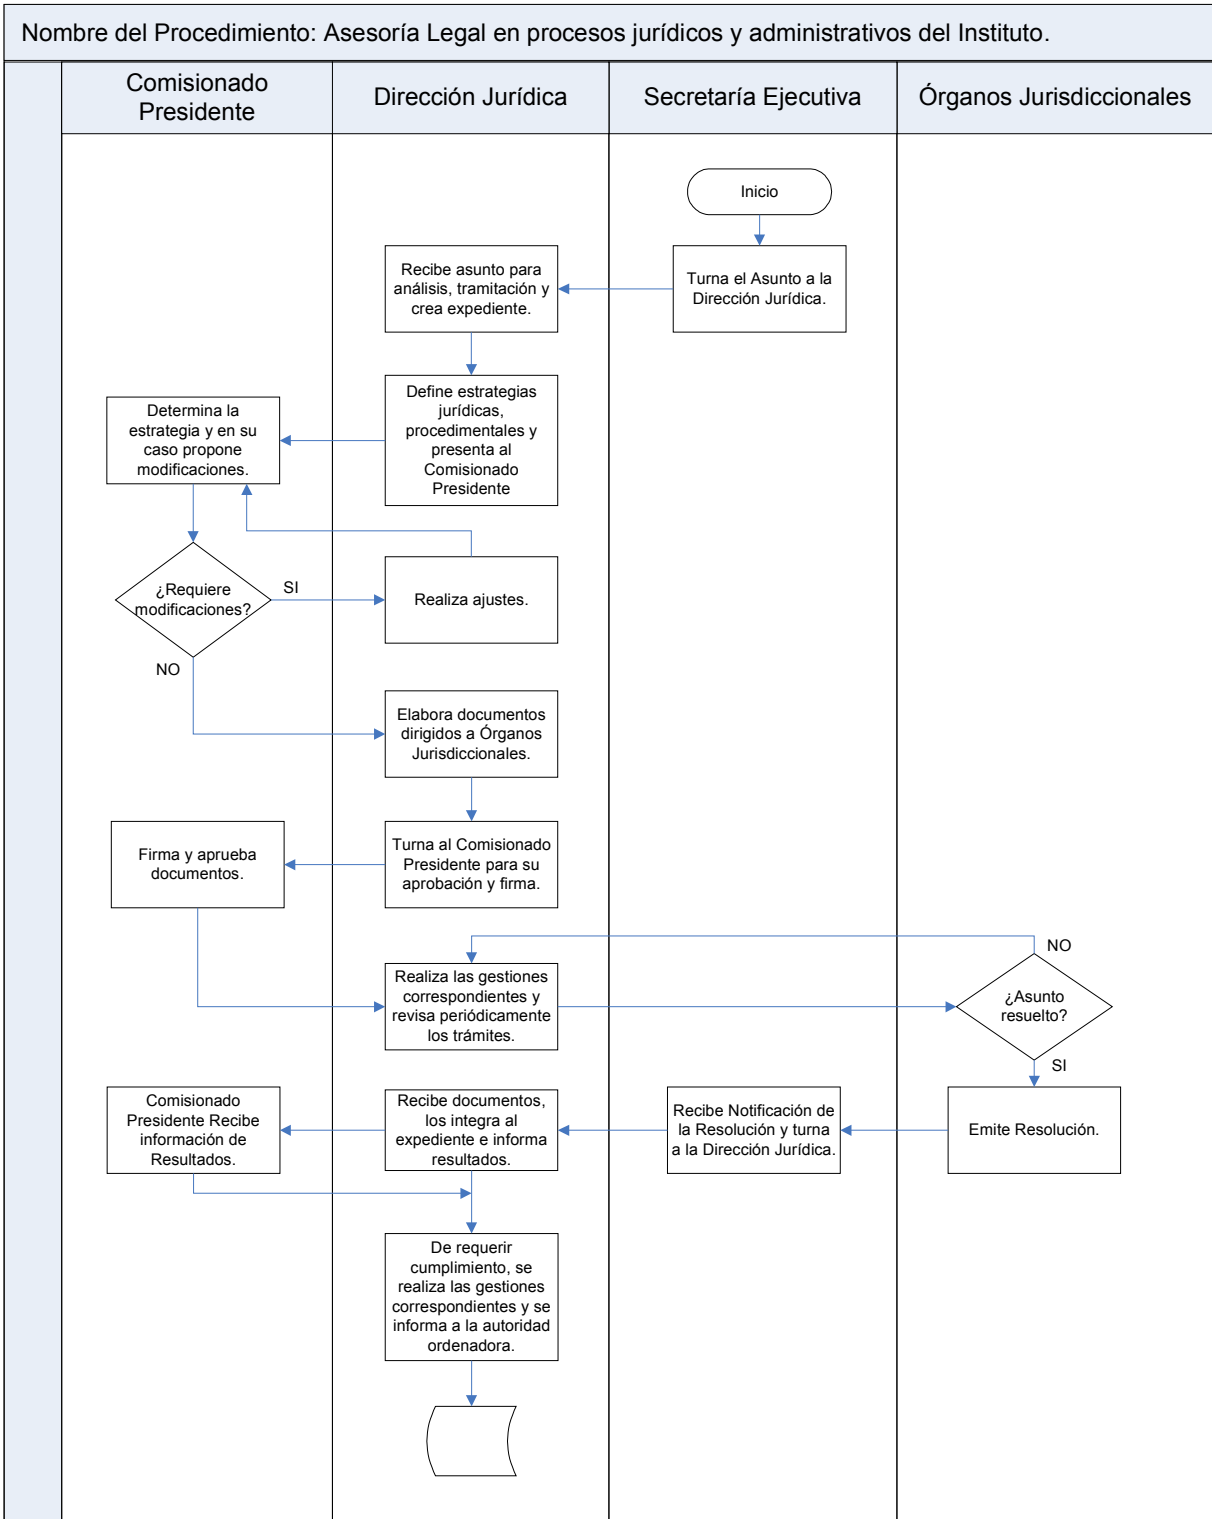 Nombre del Procedimiento: Asesoría Legal en procesos jurídicos y administrativos del Instituto.
Comisionado
Presidente
Dirección Jurídica
Secretaría Ejecutiva
Órganos Jurisdiccionales
Inicio
Turna el Asunto a la
Dirección Jurídica.
Recibe asunto para
análisis, tramitación y
crea expediente.
Define estrategias
jurídicas,
procedimentales y
presenta al
Comisionado
Presidente
Determina la
estrategia y en su
caso propone
modificaciones.
¿Requiere
modificaciones?
SI
Realiza ajustes.
NO
Elabora documentos
dirigidos a Órganos
Jurisdiccionales.
Turna al Comisionado
Presidente para su
aprobación y firma.
Firma y aprueba
documentos.
Realiza las gestiones
correspondientes y
revisa periódicamente
los trámites.
NO
¿Asunto
resuelto?
SI
Emite Resolución.
Recibe Notificación de
la Resolución y turna
a la Dirección Jurídica.
Recibe documentos,
los integra al
expediente e informa
resultados.
Comisionado
Presidente Recibe
información de
Resultados.
De requerir
cumplimiento, se
realiza las gestiones
correspondientes y se
informa a la autoridad
ordenadora.